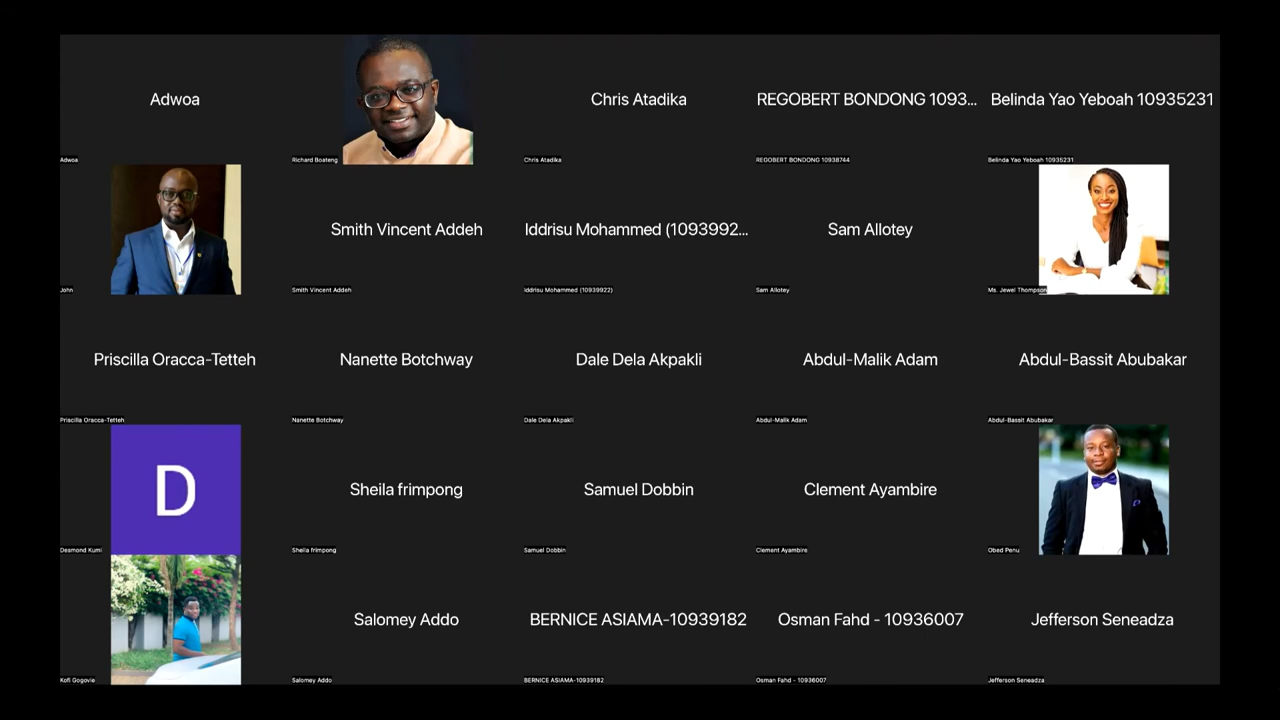 Adwoa
Chris Atadika
REGOBERT BONDONG 1093...
Belinda Yao Yeboah 10935231
Adwoa
Richard Boateng
Chris Atadika
REGOBERT BONDONG 10938744
Belinda Yao Yeboah 10935231
Smith Vincent Addeh
Iddrisu Mohammed (1093992...
Sam Allotey
John
Smith Vincent Addeh
Iddrisu Mohammed (10939922)
Sam Allotey
Ms. Jewel Thompson
Priscilla Oracca-Tetteh
Nanette Botchway
Dale Dela Akpakli
Abdul-Malik Adam
Abdul-Bassit Abubakar
Priscilla Oracca-Tetteh
Nanette Botchway
Dale Dela Akpakli
Abdul-Malik Adam
Abdul-Bassit Abubakar
D
Sheila frimpong
Samuel Dobbin
Clement Ayambire
Desmond Kumi
Sheila frimpong
Samuel Dobbin
Clement Ayambire
Obed Penu
Salomey Addo
BERNICE ASIAMA-10939182
Osman Fahd - 10936007
Jefferson Seneadza
Kofi Gogovie
Salomey Addo
BERNICE ASIAMA-10939182
Osman Fahd - 10936007
Jefferson Seneadza